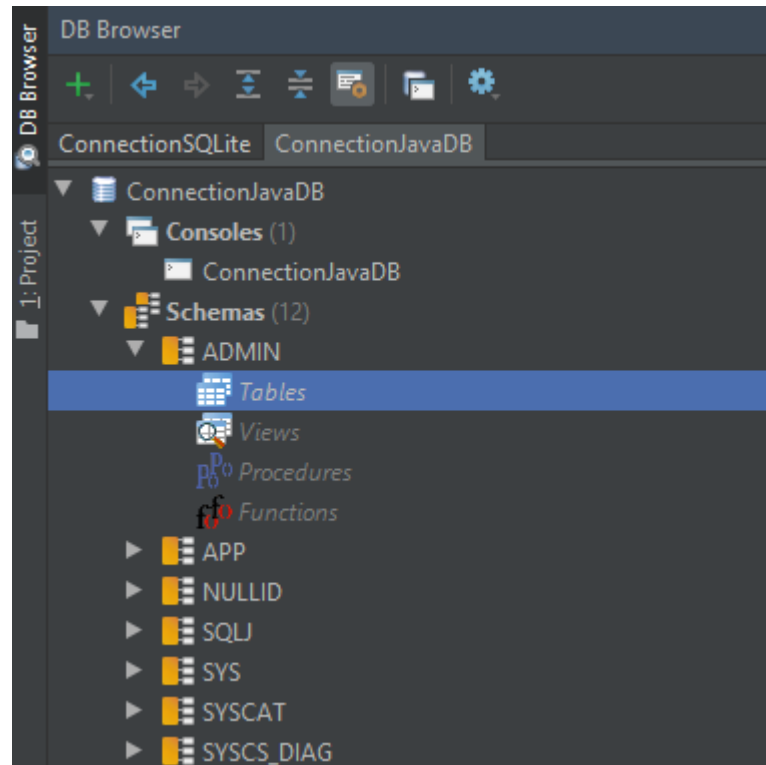 DB Browser
DB Browser
1: Project
ConnectionSQLite ConnectionJavaDB
ConnectionJavaDB
Consoles (1)
ConnectionJavaDB
Schemas (12)
ADMIN
Tables
Views
Procedures
Functions
APP
NULLID
SQLJ
SYS
SYSCAT
SYSCS_DIAG